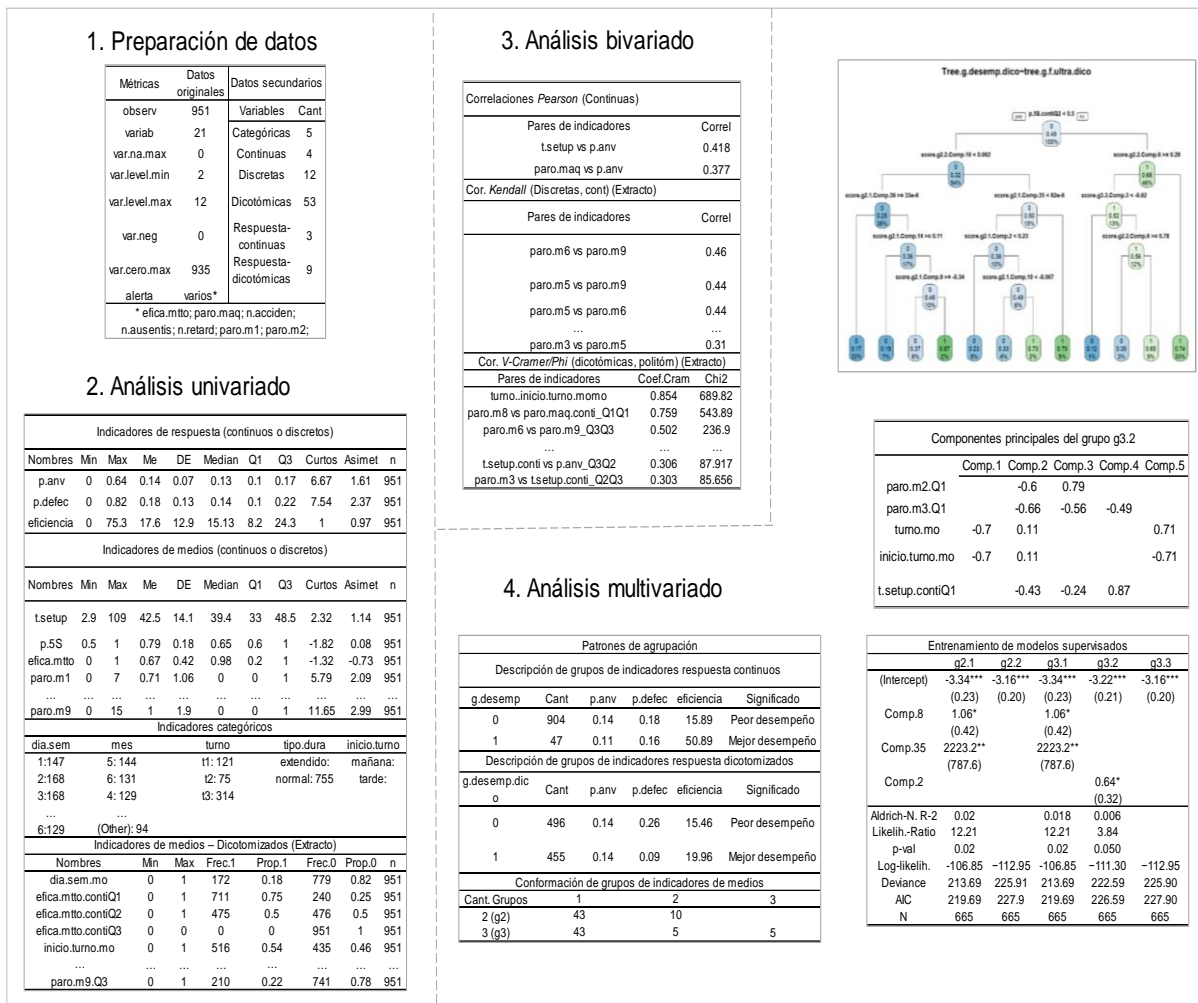 1. Preparación de datos
Métricas Datos originales Datos secundarios
observ 951 Variables Cant
variab 21 Categóricas 5
var.na.max 0 Continuas 4
var.level.min 2 Discretas 12
var.level.max 12 Dicotómicas 53
var.neg 0 Respuesta-continuas 3
var.cero.max 935 Respuesta-dicotómicas 9
alerta varios*
* efica.mtto; paro.maq; n.acciden;
n.ausentis; n.retard; paro.m1; paro.m2;
2. Análisis univariado
Indicadores de respuesta (continuos o discretos)
Nombres Min Max Me DE Median Q1 Q3 Curtos Asimet n
p.anv 0 0.64 0.14 0.07 0.13 0.1 0.17 6.67 1.61 951
p.defec 0 0.82 0.18 0.13 0.14 0.1 0.22 7.54 2.37 951
eficiencia 0 75.3 17.6 12.9 15.13 8.2 24.3 1 0.97 951
Indicadores de medios (continuos o discretos)
Nombres Min Max Me DE Median Q1 Q3 Curtos Asimet n
t.setup 2.9 109 42.5 14.1 39.4 33 48.5 2.32 1.14 951
p.5S 0.5 1 0.79 0.18 0.65 0.6 1 -1.82 0.08 951
efica.mtto 0 1 0.67 0.42 0.98 0.2 1 -1.32 -0.73 951
paro.m1 0 7 0.71 1.06 0 0 1 5.79 2.09 951
... ... ... ... ... ... ... ... ... ... ...
paro.m9 0 15 1 1.9 0 0 1 11.65 2.99 951
Indicadores categóricos
dia.sem mes turno tipo.dura inicio.turno
1:147 5: 144 t1: 121 extendido: mañana:
2:168 6: 131 t2: 75 normal: 755 tarde:
3:168 4: 129 t3: 314
... ...
6:129 (Other): 94
Indicadores de medios – Dicotomizados (Extracto)
Nombres Min Max Frec.1 Prop.1 Frec.0 Prop.0 n
dia.sem.mo 0 1 172 0.18 779 0.82 951
efica.mtto.contiQ1 0 1 711 0.75 240 0.25 951
efica.mtto.contiQ2 0 1 475 0.5 476 0.5 951
efica.mtto.contiQ3 0 0 0 0 951 1 951
inicio.turno.mo 0 1 516 0.54 435 0.46 951
... ... ... ... ... ... ... ...
paro.m9.Q3 0 1 210 0.22 741 0.78 951
3. Análisis bivariado
Correlaciones Pearson (Continuas)
Pares de indicadores Correl
t.setup vs p.anv 0.418
paro.maq vs p.anv 0.377
Cor. Kendall (Discretas, cont) (Extracto)
Pares de indicadores Correl
paro.m6 vs paro.m9 0.46
paro.m5 vs paro.m9 0.44
paro.m5 vs paro.m6 0.44
... ...
paro.m3 vs paro.m5 0.31
Cor. V-Cramer/Phi (dicotómicas, politóm) (Extracto)
Pares de indicadores Coef.Cram Chi2
turno..inicio.turno.momo 0.854 689.82
paro.m8 vs paro.maq.conti_Q1Q1 0.759 543.89
paro.m6 vs paro.m9_Q3Q3 0.502 236.9
... ... ...
t.setup.conti vs p.anv_Q3Q2 0.306 87.917
paro.m3 vs t.setup.conti_Q2Q3 0.303 85.656
4. Análisis multivariado
Patrones de agrupación
Descripción de grupos de indicadores respuesta continuos
g.desemp Cant p.anv p.defec eficiencia Significado
0 904 0.14 0.18 15.89 Peor desempeño
1 47 0.11 0.16 50.89 Mejor desempeño
Descripción de grupos de indicadores respuesta dicotomizados
g.desemp.dico Cant p.anv p.defec eficiencia Significado
0 496 0.14 0.26 15.46 Peor desempeño
1 455 0.14 0.09 19.96 Mejor desempeño
Conformación de grupos de indicadores de medios
Cant. Grupos 1 2 3
2 (g2) 43 10
3 (g3) 43 5 5
Tree.g.desemp.dico~tree.g.f.ultra.dico
Componentes principales del grupo g3.2
Comp.1 Comp.2 Comp.3 Comp.4 Comp.5
paro.m2.Q1 -0.6 0.79
paro.m3.Q1 -0.66 -0.56 -0.49
turno.mo -0.7 0.11 0.71
inicio.turno.mo -0.7 0.11 -0.71
t.setup.contiQ1 -0.43 -0.24 0.87
Entrenamiento de modelos supervisados
g2.1 g2.2 g3.1 g3.2 g3.3
(Intercept) -3.34*** -3.16*** -3.34*** -3.22*** -3.16***
(0.23) (0.20) (0.23) (0.21) (0.20)
Comp.8 1.06* 1.06*
(0.42) (0.42)
Comp.35 2223.2** 2223.2**
(787.6) (787.6)
Comp.2 0.64*
(0.32)
Aldrich-N. R-2 0.02 0.018 0.006
Likelih.-Ratio 12.21 12.21 3.84
p-val 0.02 0.02 0.050
Log-likelih. -106.85 −112.95 -106.85 −111.30 −112.95
Deviance 213.69 225.91 213.69 222.59 225.90
AIC 219.69 227.9 219.69 226.59 227.90
N 665 665 665 665 665